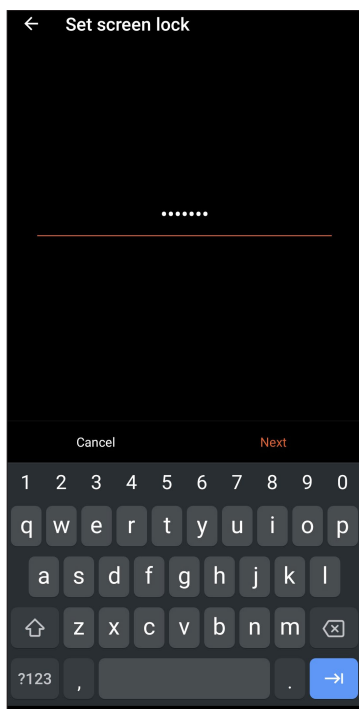 Set screen lock
•••••••
Cancel Next
1 2 3 4 5 6 7 8 9 0
q w e r t y u i o p
a s d f g h j k l
z x c v b n m
?123 , .